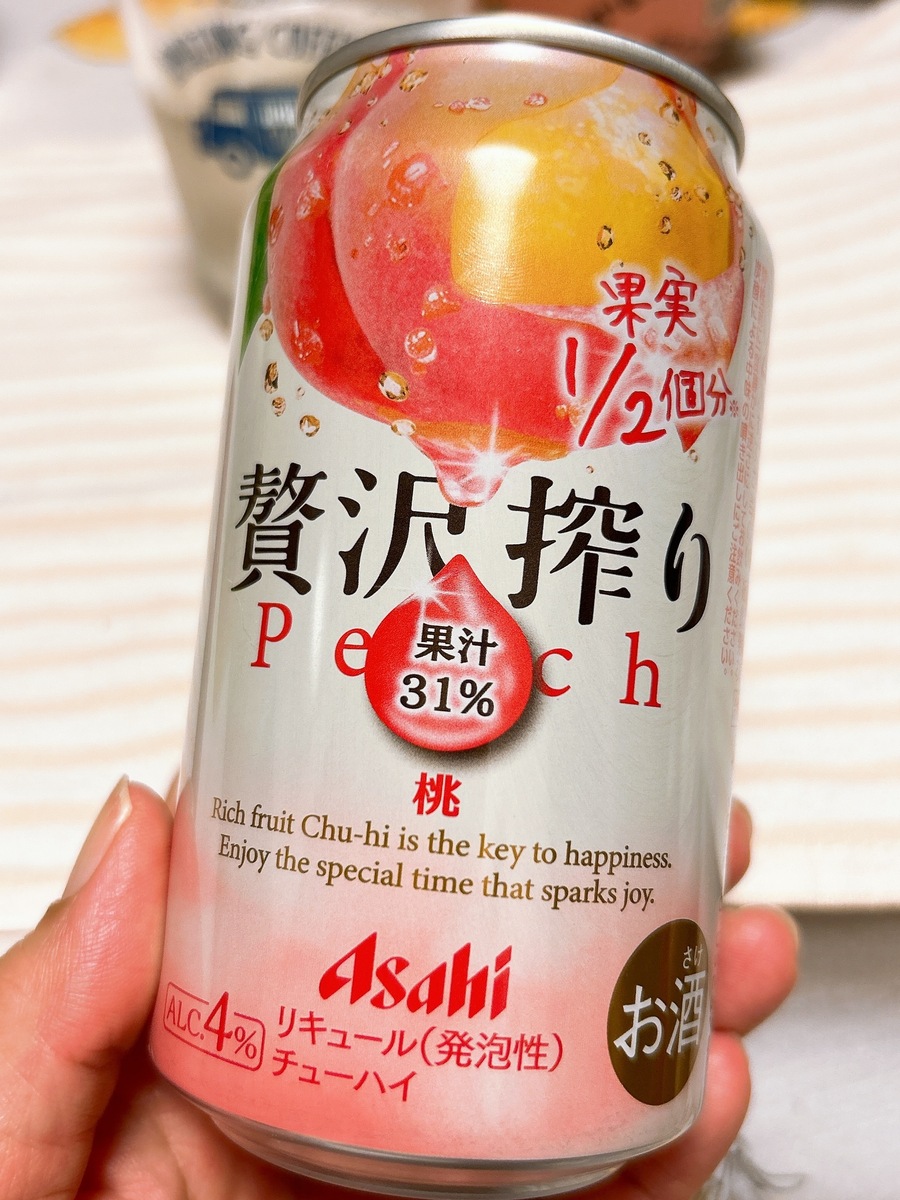 果実
1/2個分※
贅沢搾り
Peach
果汁
31%
桃
Rich fruit Chu-hi is the key to happiness.
Enjoy the special time that sparks joy.
Asahi
ALC.4%
リキュール(発泡性)
チューハイ
さけ
お酒